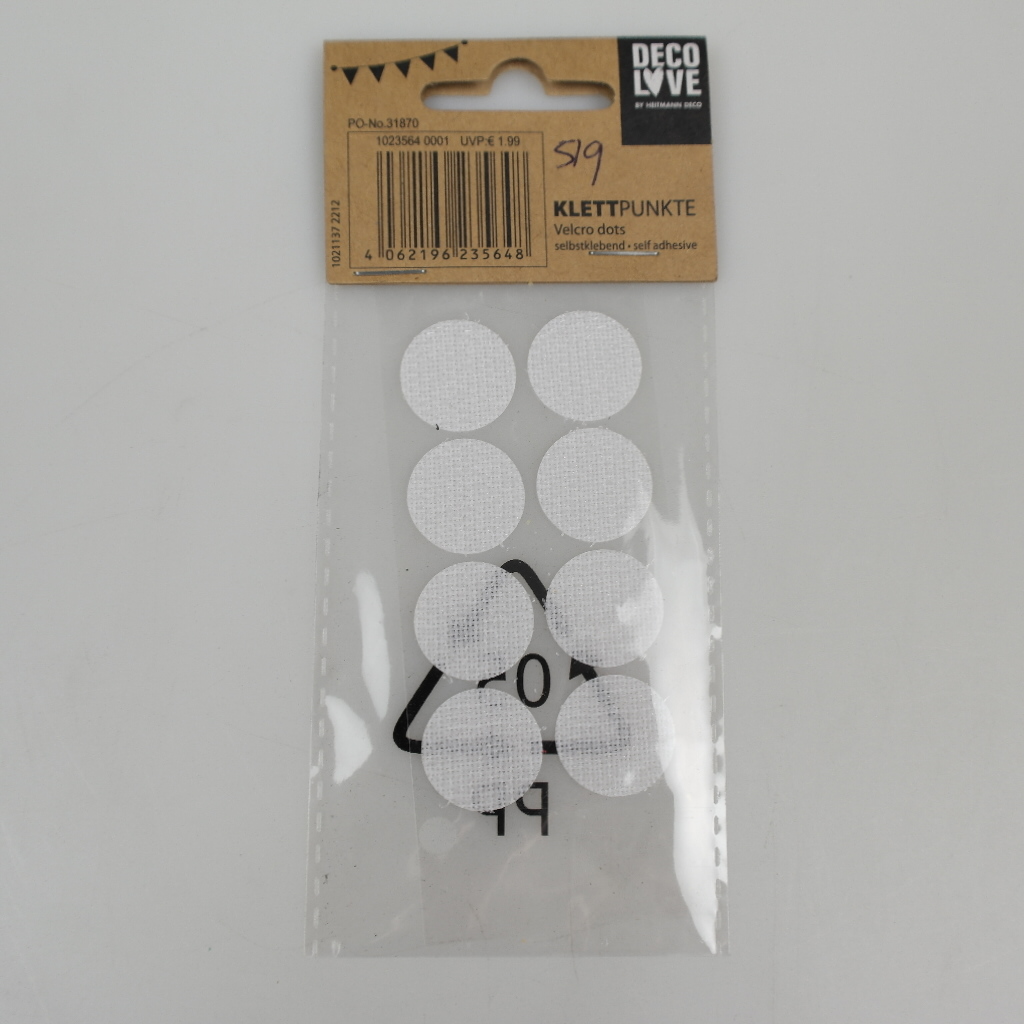 DECO
LOVE
BY HEITMANN DECO
PO-No.31870
1023564 0001 UVP:€ 1.99
519
KLETTPUNKTE
Velcro dots
selbstklebend • self adhesive
1021137 2212
4 062196 235648
05
PP